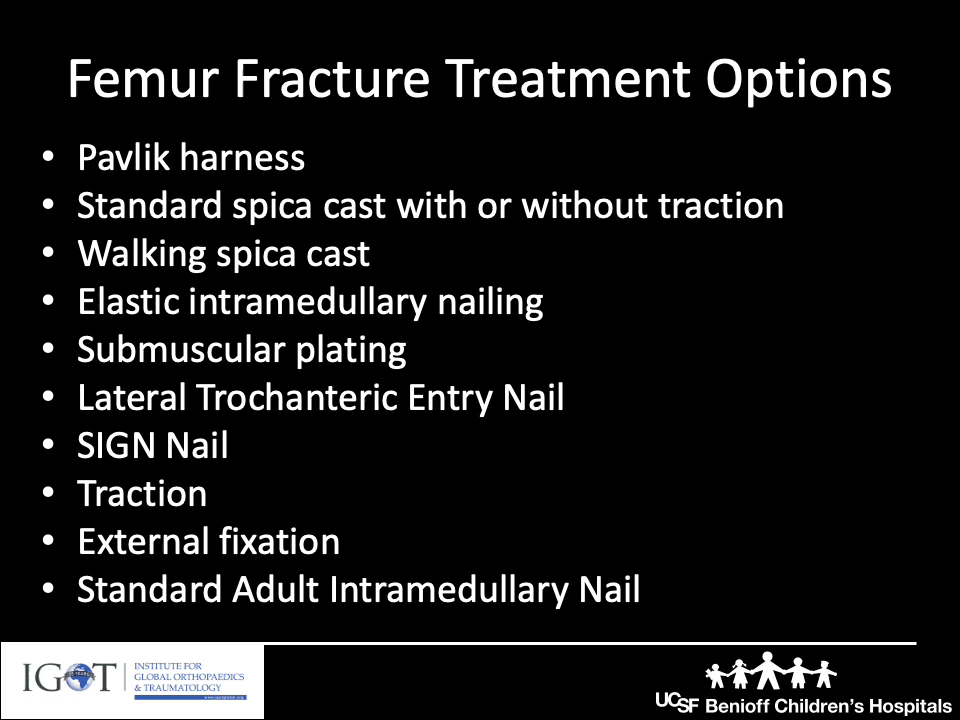 Femur Fracture Treatment Options
• Pavlik harness
• Standard spica cast with or without traction
• Walking spica cast
• Elastic intramedullary nailing
• Submuscular plating
• Lateral Trochanteric Entry Nail
• SIGN Nail
• Traction
• External fixation
• Standard Adult Intramedullary Nail
IGOT
INSTITUTE FOR
GLOBAL ORTHOPAEDICS
& TRAUMATOLOGY
UCSF Benioff Children's Hospitals